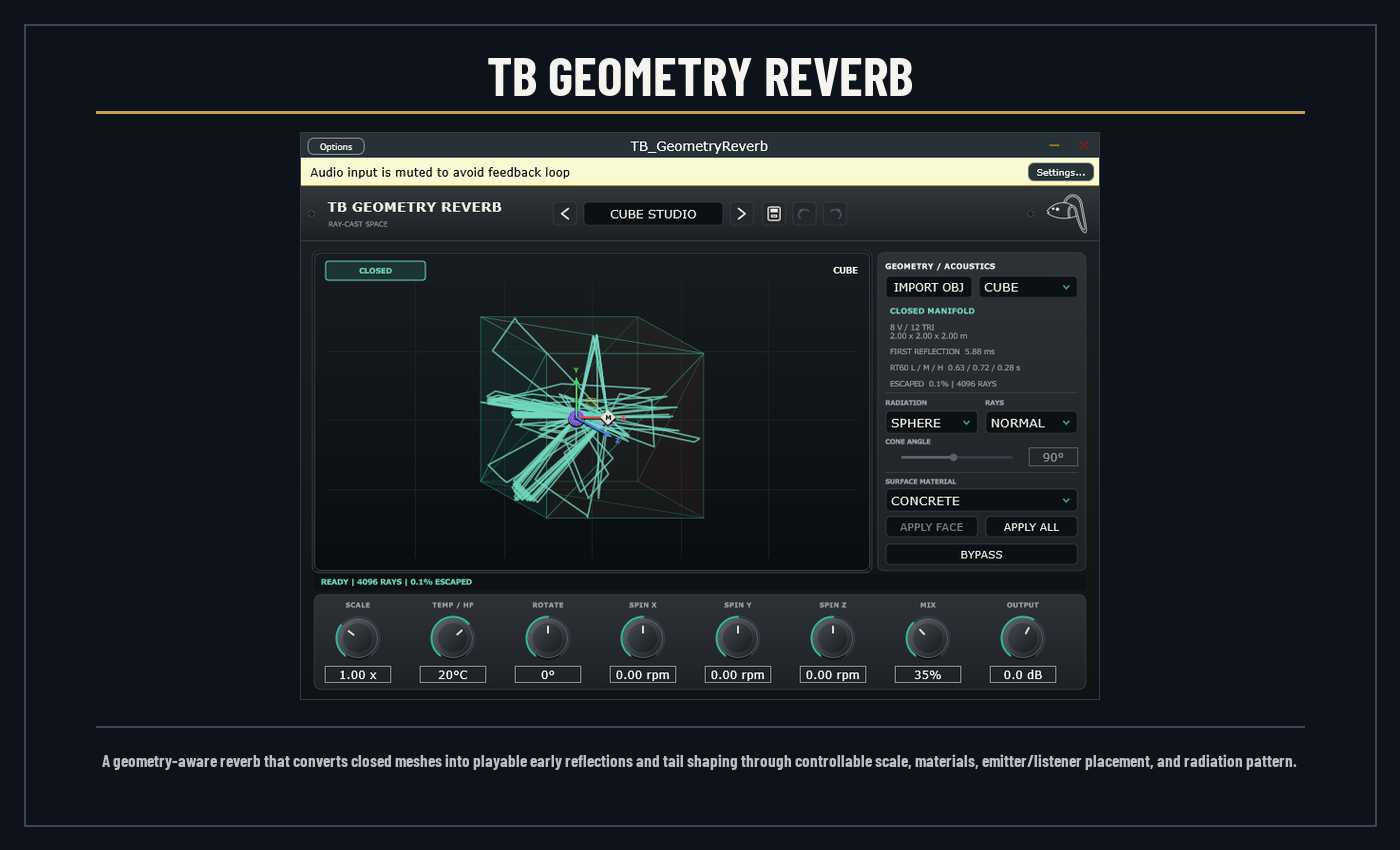 TB GEOMETRY REVERB
Options
TB_GeometryReverb
Audio input is muted to avoid feedback loop
Settings...
TB GEOMETRY REVERB
RAY-CAST SPACE
CUBE STUDIO
CLOSED
CUBE
Y
M
X
Z
GEOMETRY / ACOUSTICS
IMPORT OBJ
CUBE
CLOSED MANIFOLD
8 V / 12 TRI
2.00 x 2.00 x 2.00 m
FIRST REFLECTION 5.88 ms
RT60 L / M / H 0.63 / 0.72 / 0.28 s
ESCAPED 0.1% | 4096 RAYS
RADIATION
RAYS
SPHERE
NORMAL
CONE ANGLE
90°
SURFACE MATERIAL
CONCRETE
APPLY FACE
APPLY ALL
BYPASS
READY | 4096 RAYS | 0.1% ESCAPED
SCALE
TEMP / HF
ROTATE
SPIN X
SPIN Y
SPIN Z
MIX
OUTPUT
1.00 x
20°C
0°
0.00 rpm
0.00 rpm
0.00 rpm
35%
0.0 dB
A geometry-aware reverb that converts closed meshes into playable early reflections and tail shaping through controllable scale, materials, emitter/listener placement, and radiation pattern.